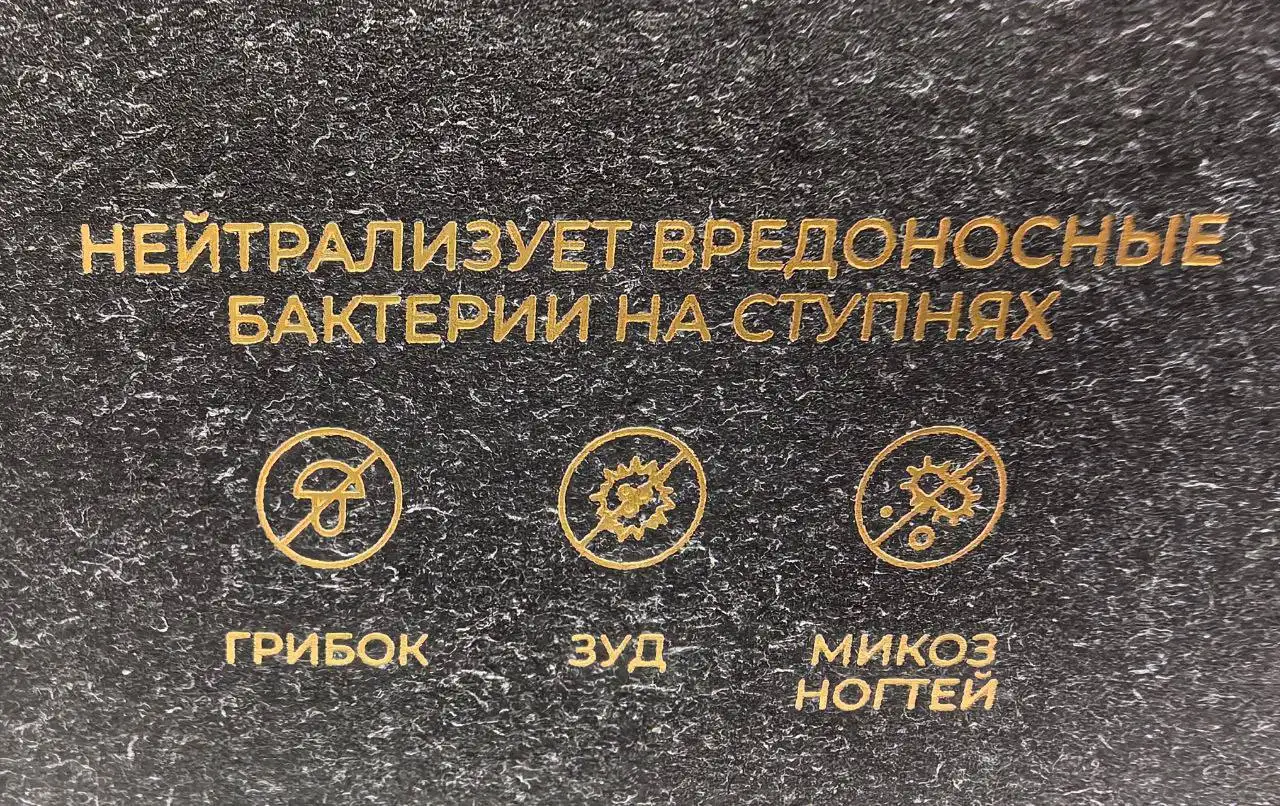 НЕЙТРАЛИЗУЕТ ВРЕДОНОСНЫЕ
БАКТЕРИИ НА СТУПНЯХ
ГРИБОК
ЗУД
МИКОЗ
НОГТЕЙ